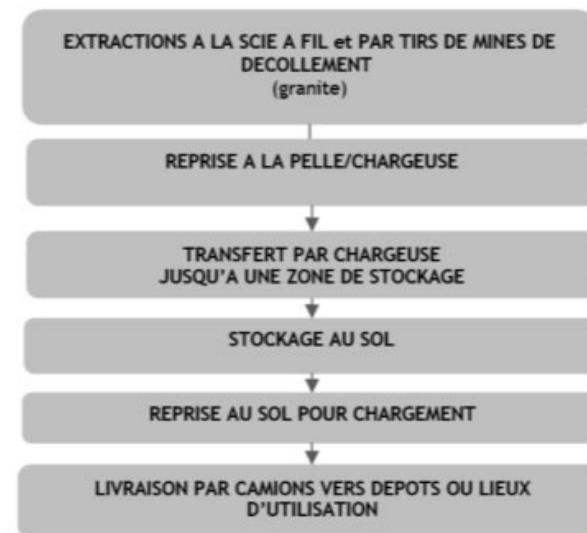 EXTRACTIONS A LA SCIE A FIL et PAR TIRS DE MINES DE
DECOLLEMENT
(granite)
REPRISE A LA PELLE/CHARGEUSE
TRANSFERT PAR CHARGEUSE
JUSQU'A UNE ZONE DE STOCKAGE
STOCKAGE AU SOL
REPRISE AU SOL POUR CHARGEMENT
LIVRAISON PAR CAMIONS VERS DEPOTS OU LIEUX
D'UTILISATION